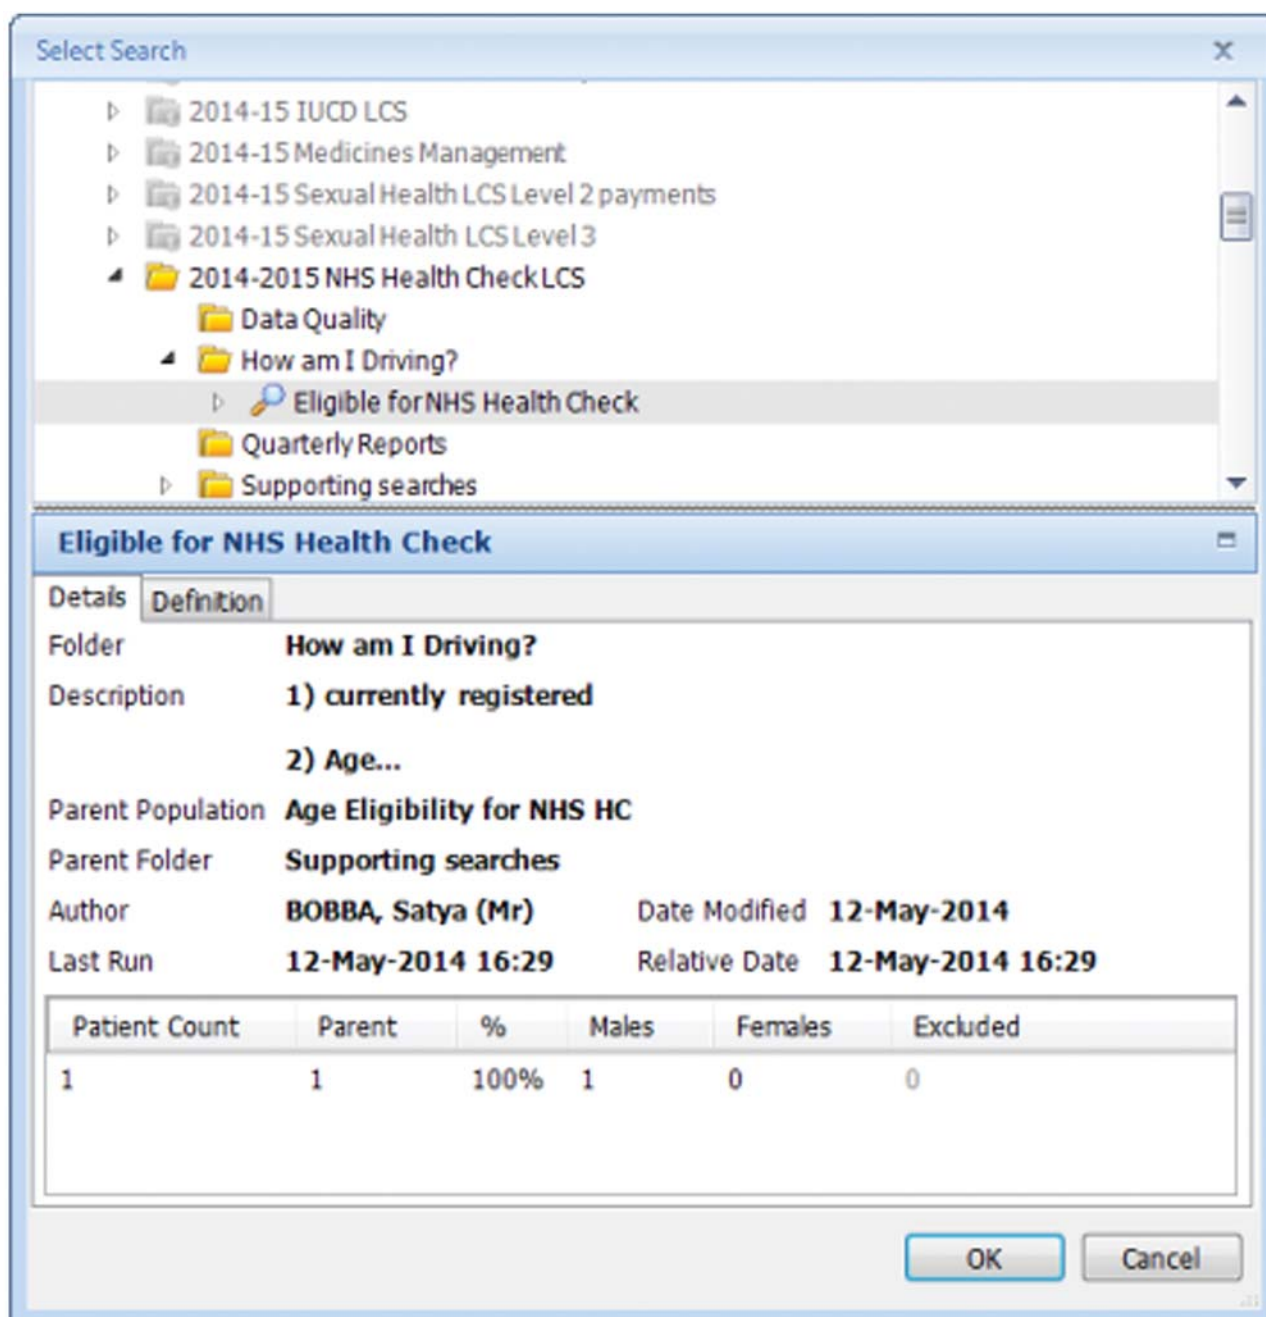 Select Search
2014-15 IUCD LCS
2014-15 Medicines Management
2014-15 Sexual Health LCS Level 2 payments
2014-15 Sexual Health LCS Level 3
2014-2015 NHS Health Check LCS
Data Quality
How am I Driving?
Eligible for NHS Health Check
Quarterly Reports
Supporting searches
Eligible for NHS Health Check
Details Definition
Folder How am I Driving?
Description 1) currently registered
2) Age...
Parent Population Age Eligibility for NHS HC
Parent Folder Supporting searches
Author BOBBA, Satya (Mr) Date Modified 12-May-2014
Last Run 12-May-2014 16:29 Relative Date 12-May-2014 16:29
Patient Count Parent % Males Females Excluded
1 1 100% 1 0 0
OK Cancel